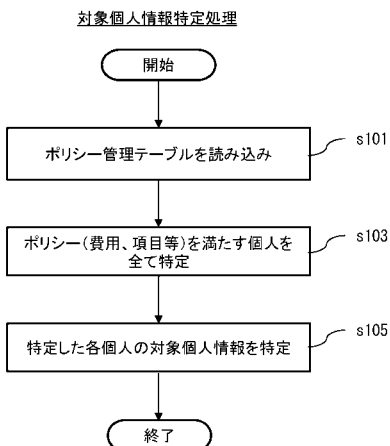 対象個人情報特定処理
開始
ポリシー管理テーブルを読み込み
s101
ポリシー(費用、項目等)を満たす個人を
全て特定
s103
特定した各個人の対象個人情報を特定
s105
終了